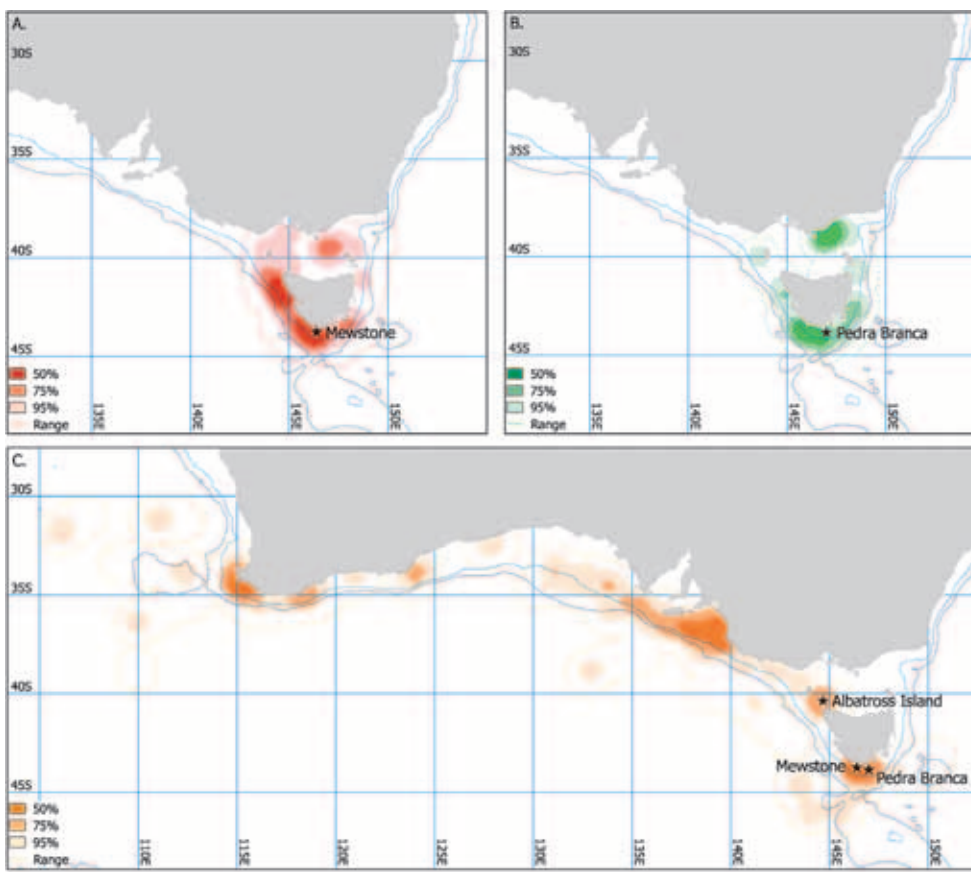 A.
30S
35S
40S
Mewstone
45S
50%
75%
95%
Range
135E
140E
145E
150E
B.
30S
35S
40S
Pedra Branca
45S
50%
75%
95%
Range
135E
140E
145E
150E
C.
30S
35S
40S
Albatross Island
Mewstone
Pedra Branca
45S
50%
75%
95%
Range
110E
115E
120E
125E
130E
135E
140E
145E
150E